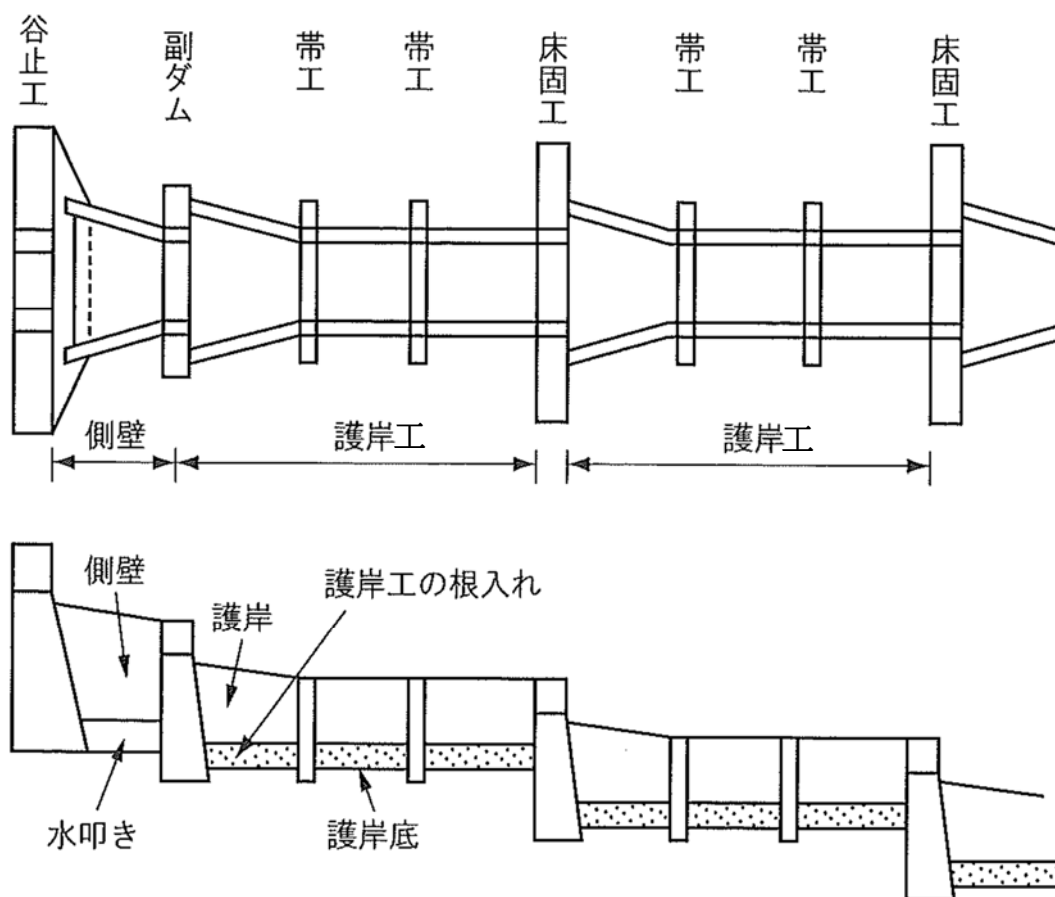 谷止工
副ダム
帯工
帯工
床固工
帯工
帯工
床固工
側壁
護岸工
護岸工
側壁
護岸工の根入れ
護岸
水叩き
護岸底